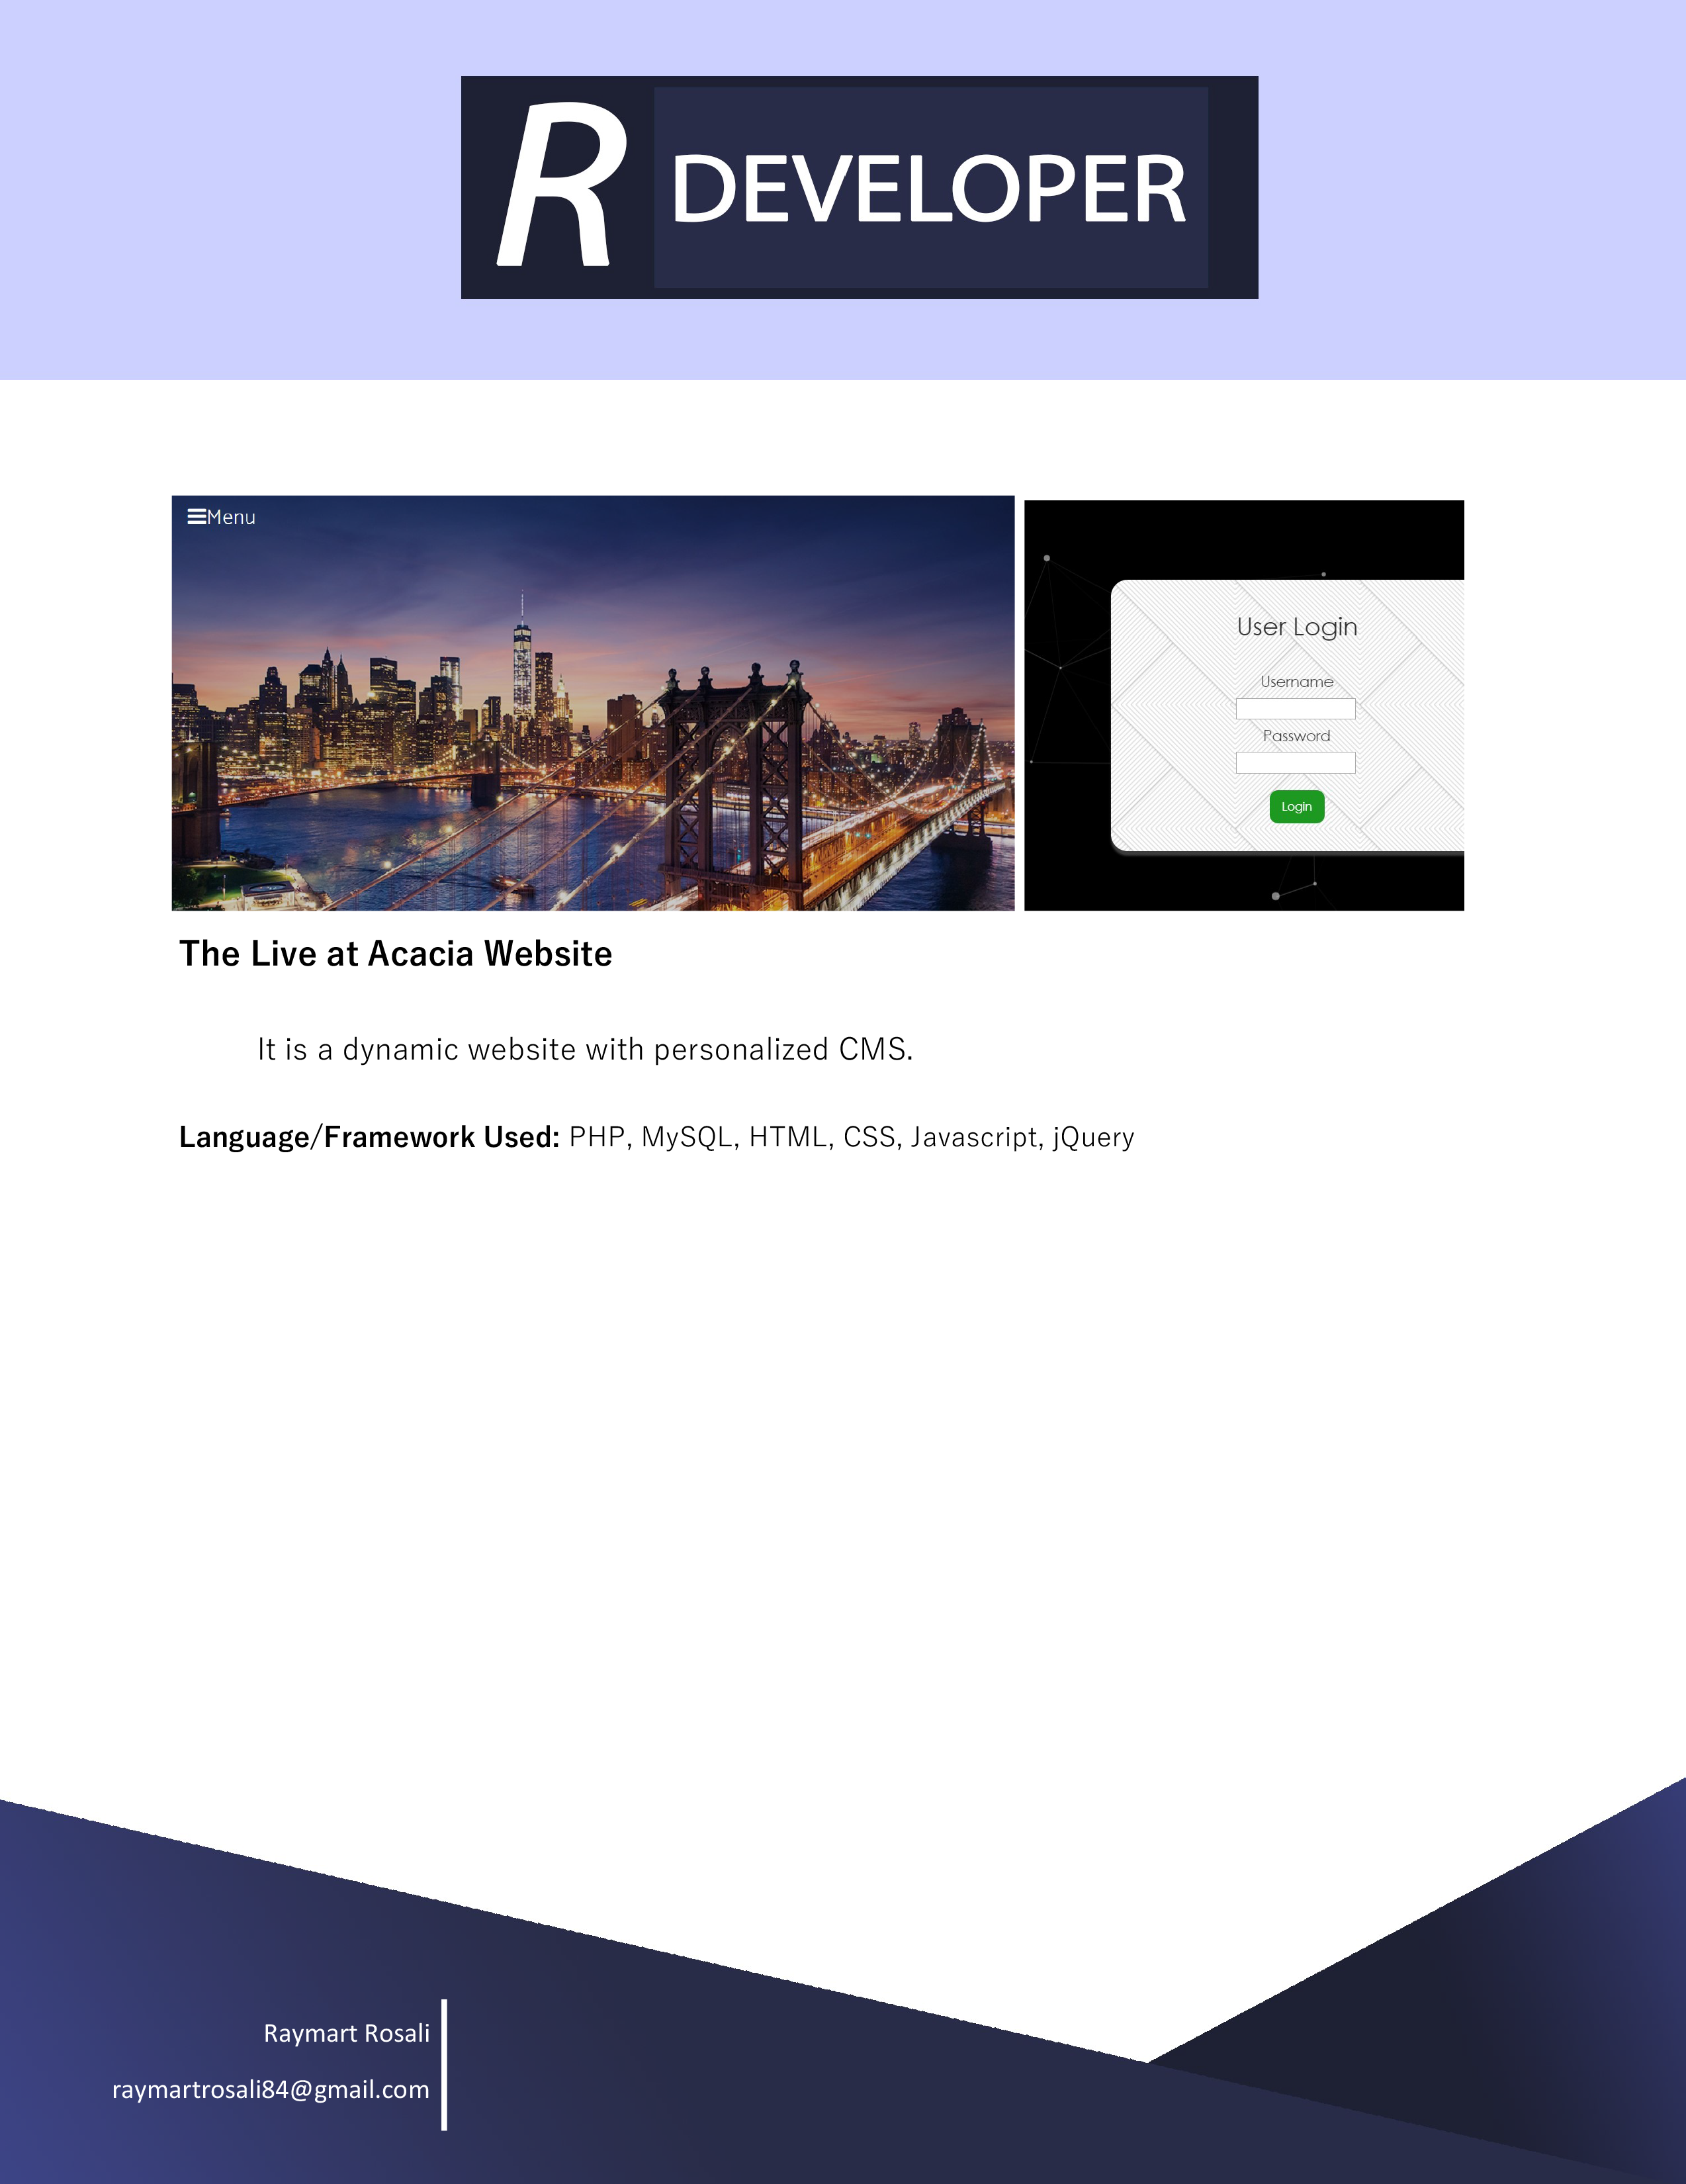 R DEVELOPER
Menu
User Login
Username
Password
Login
The Live at Acacia Website
It is a dynamic website with personalized CMS.
Language/Framework Used: PHP, MySQL, HTML, CSS, Javascript, jQuery
Raymart Rosali
raymartrosali84@gmail.com